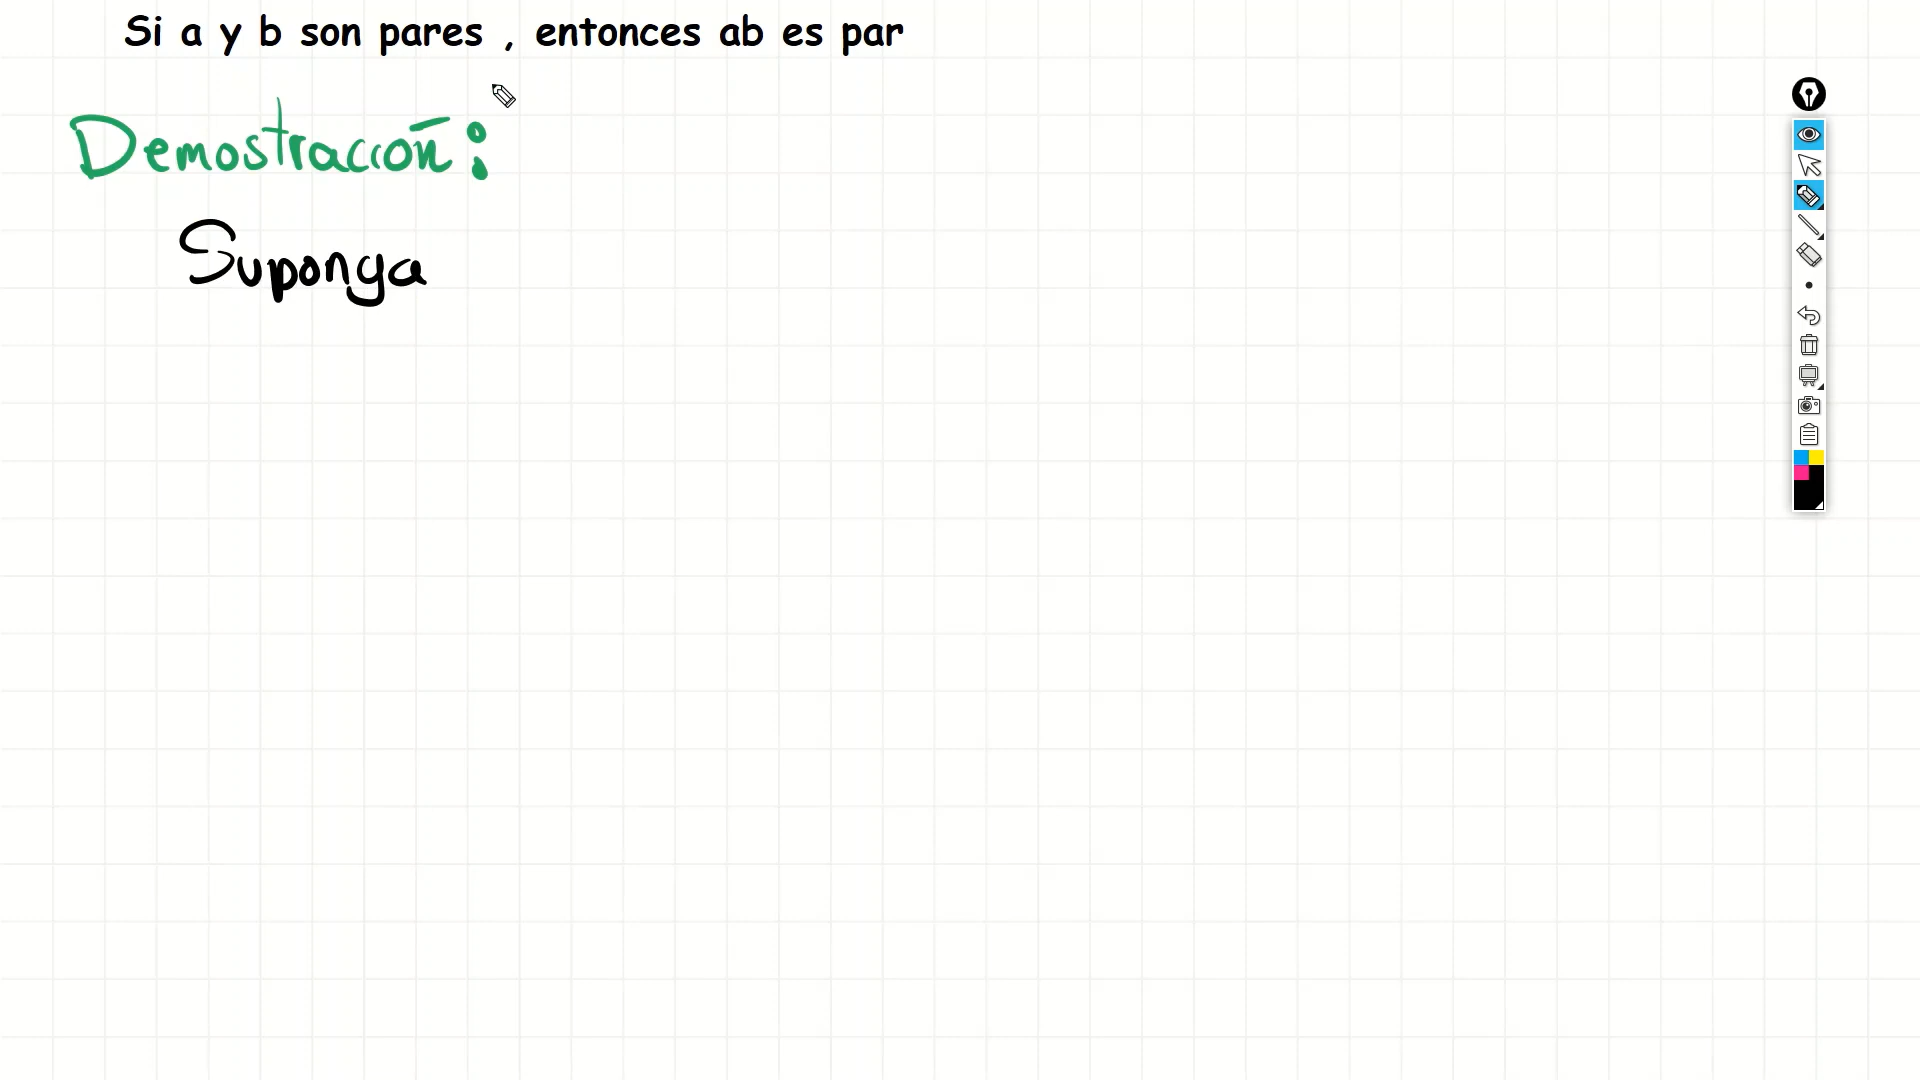 Si a y b son pares , entonces ab es par
Demostración:
Suponga